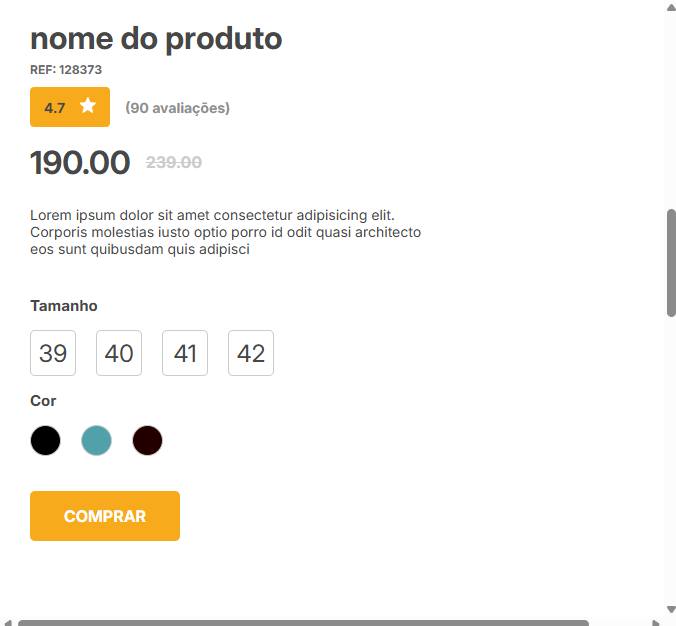 nome do produto
REF: 128373
4.7 (90 avaliações)
190.00 239.00
Lorem ipsum dolor sit amet consectetur adipisicing elit.
Corporis molestias iusto optio porro id odit quasi architecto
eos sunt quibusdam quis adipisci
Tamanho
39 40 41 42
Cor
COMPRAR